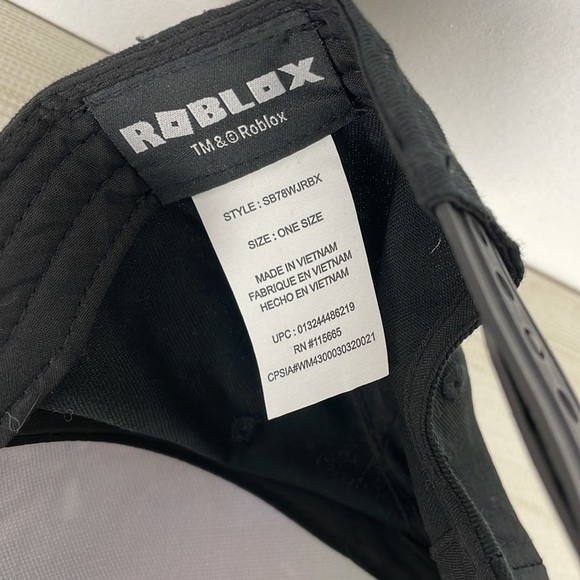 ROBLOX
TM&©Roblox
STYLE : SB78WJRBX
SIZE : ONE SIZE
MADE IN VIETNAM
FABRIQUE EN VIETNAM
HECHO EN VIETNAM
UPC : 013244486219
RN #115665
CPSIA#WM4300030320021